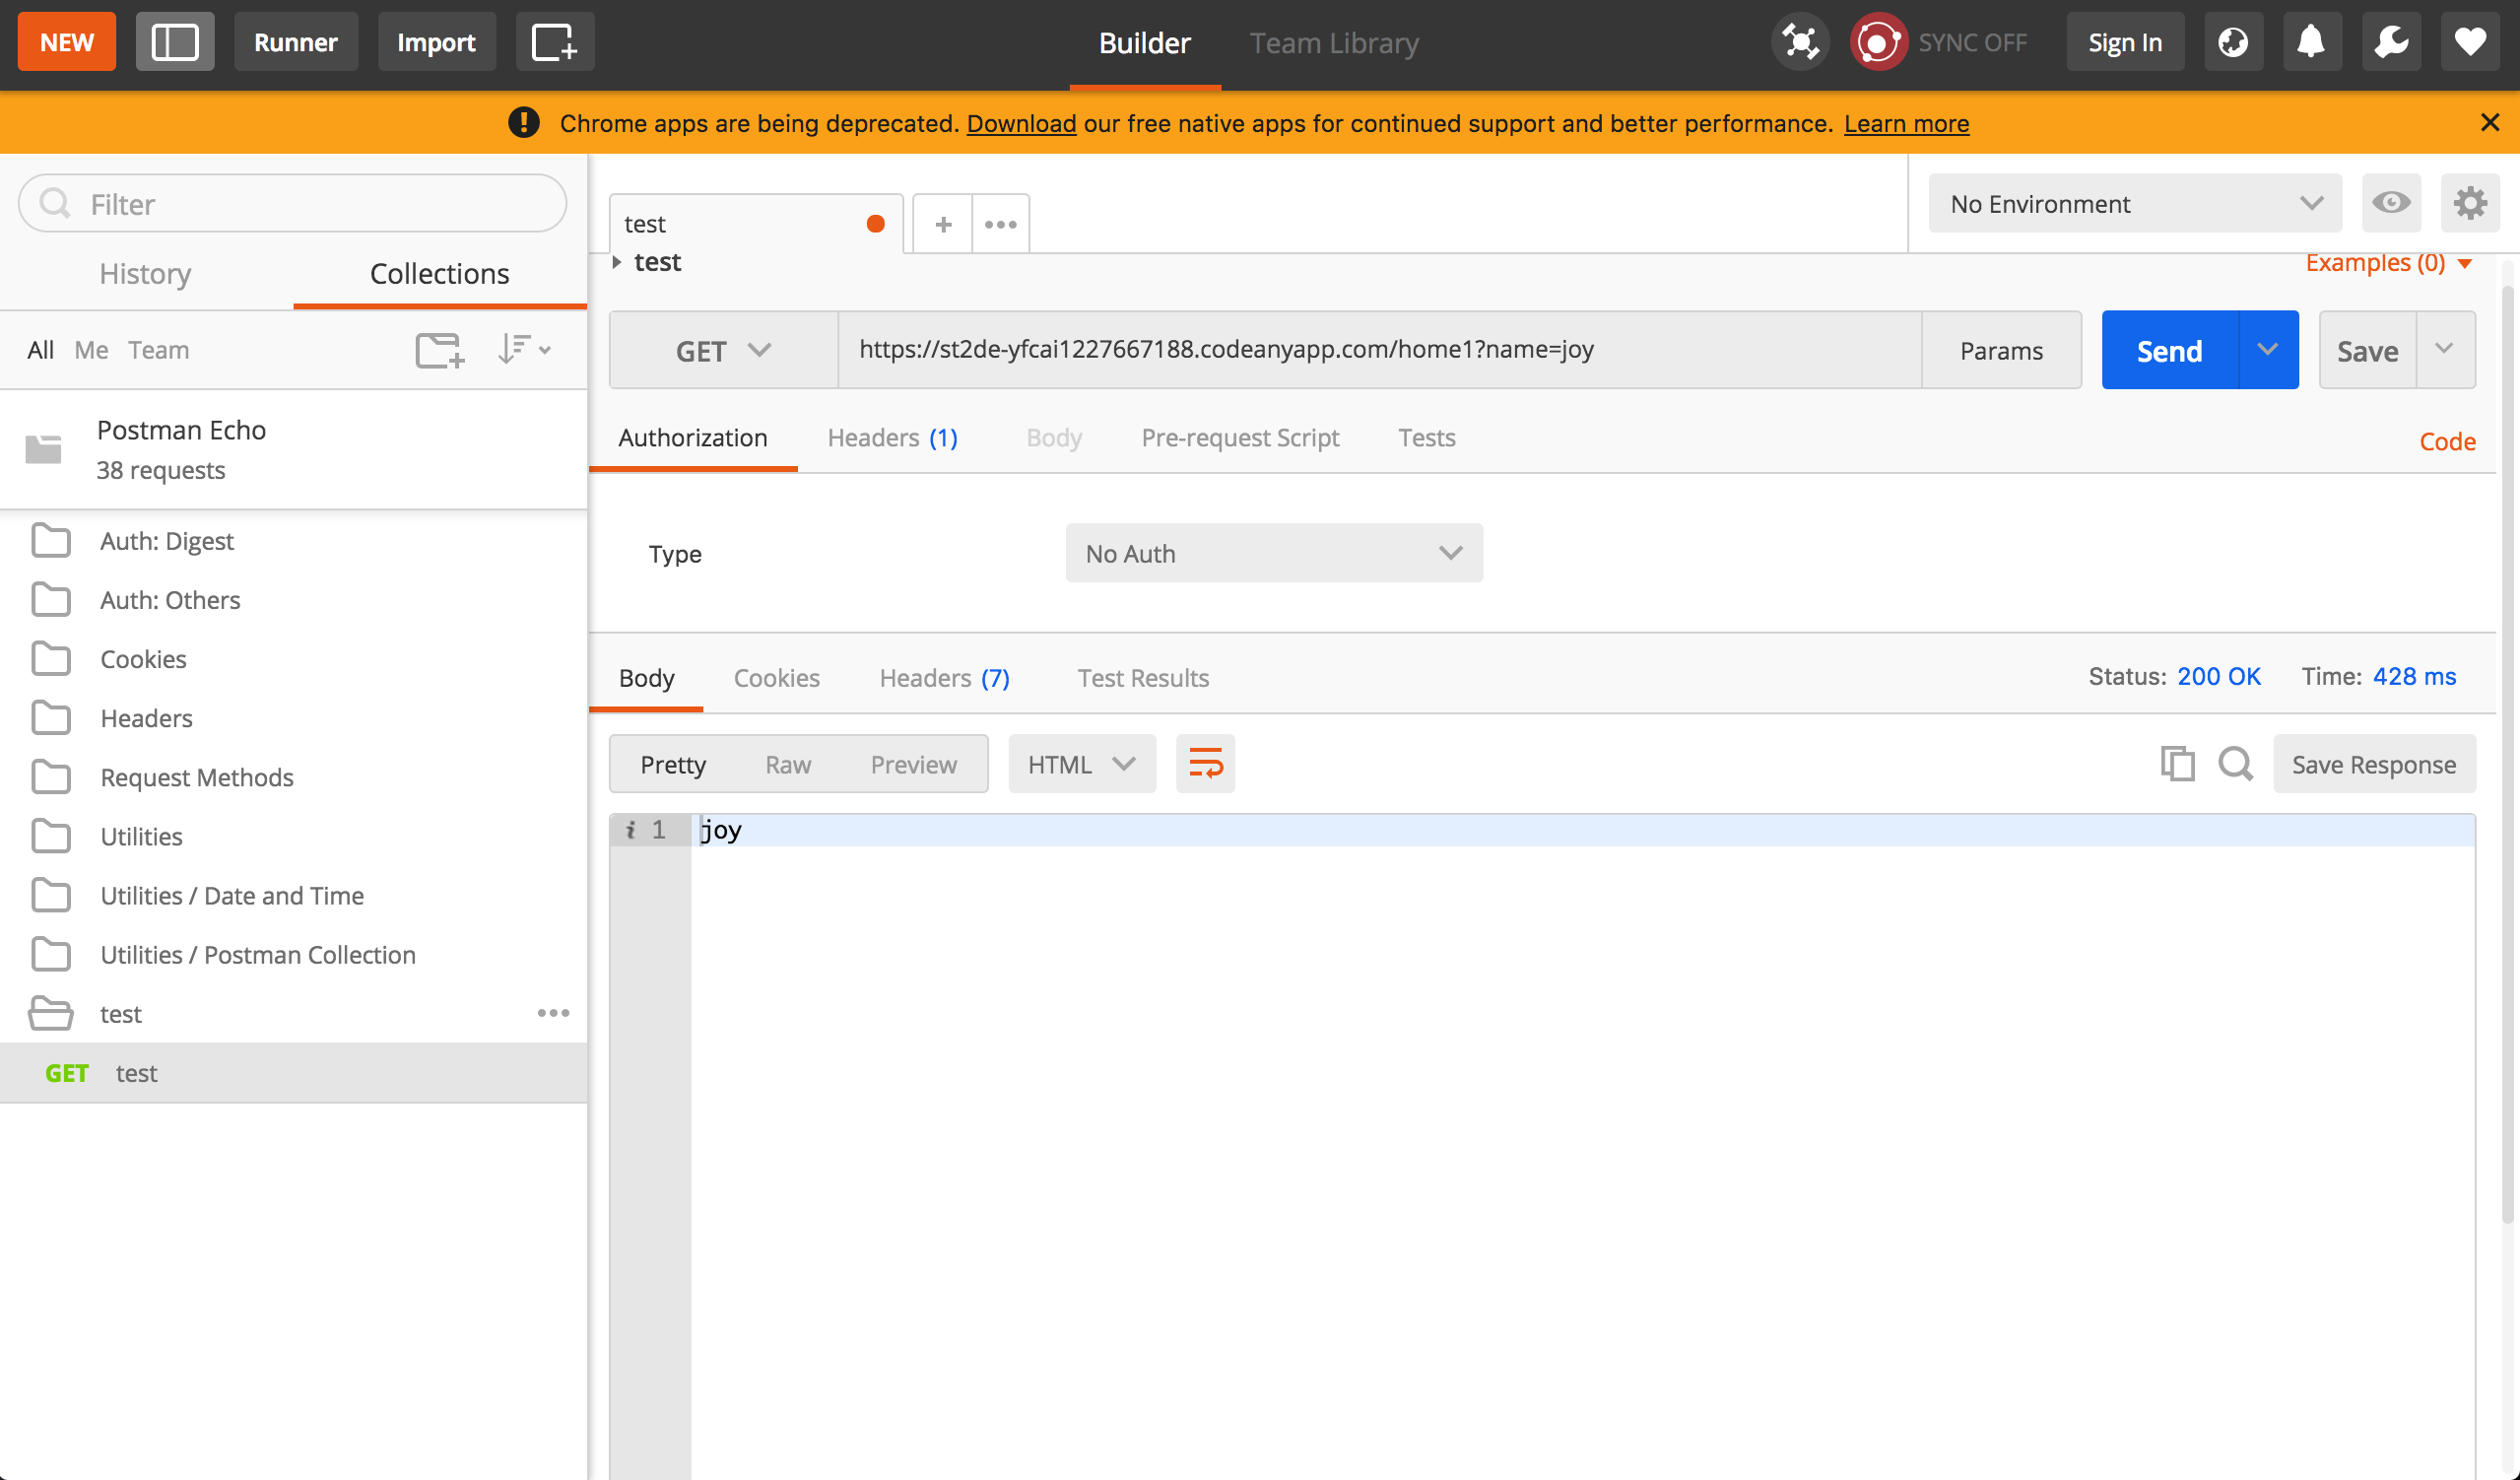 NEW Runner Import Builder Team Library SYNC OFF Sign In
Chrome apps are being deprecated. Download our free native apps for continued support and better performance. Learn more
Filter
History Collections
All Me Team
Postman Echo
38 requests
Auth: Digest
Auth: Others
Cookies
Headers
Request Methods
Utilities
Utilities / Date and Time
Utilities / Postman Collection
test
GET test
test
No Environment
test Examples (0)
GET https://st2de-yfcai1227667188.codeanyapp.com/home1?name=joy Params Send Save
Authorization Headers (1) Body Pre-request Script Tests Code
Type No Auth
Body Cookies Headers (7) Test Results Status: 200 OK Time: 428 ms
Pretty Raw Preview HTML Save Response
i 1 joy